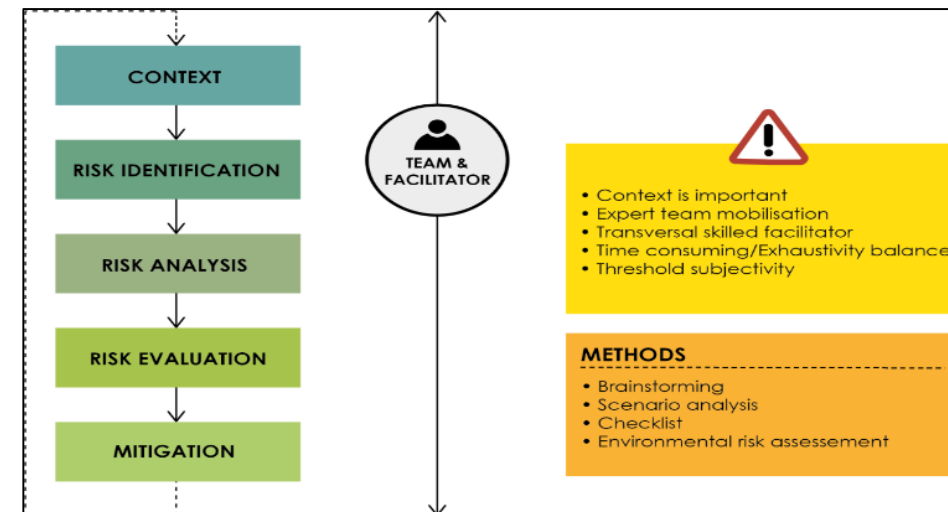 CONTEXT
RISK IDENTIFICATION
RISK ANALYSIS
RISK EVALUATION
MITIGATION
TEAM &
FACILITATOR
• Context is important
• Expert team mobilisation
• Transversal skilled facilitator
• Time consuming/Exhaustivity balance
• Threshold subjectivity
METHODS
• Brainstorming
• Scenario analysis
• Checklist
• Environmental risk assessement